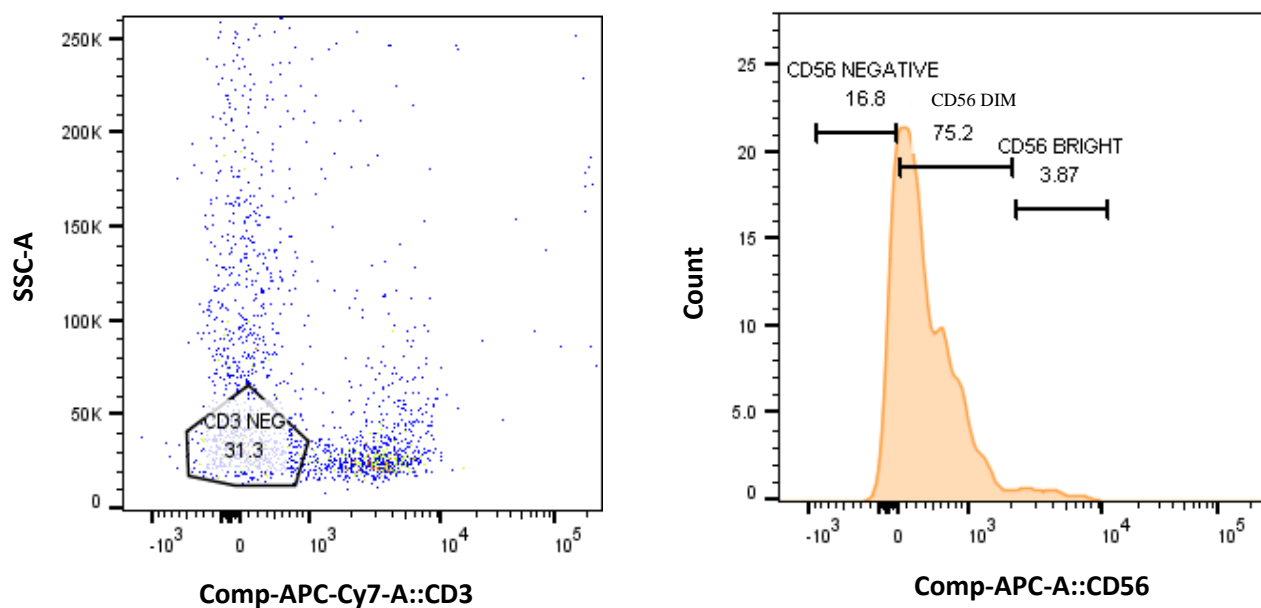 250K
200K
150K
100K
50K
0
SSC-A
CD3 NEG
31.3
-10³
0
10³
10⁴
10⁵
Comp-APC-Cy7-A::CD3
25
20
15
10
5.0
0
Count
CD56 NEGATIVE
16.8
CD56 DIM
75.2
CD56 BRIGHT
3.87
-10³
0
10³
10⁴
10⁵
Comp-APC-A::CD56